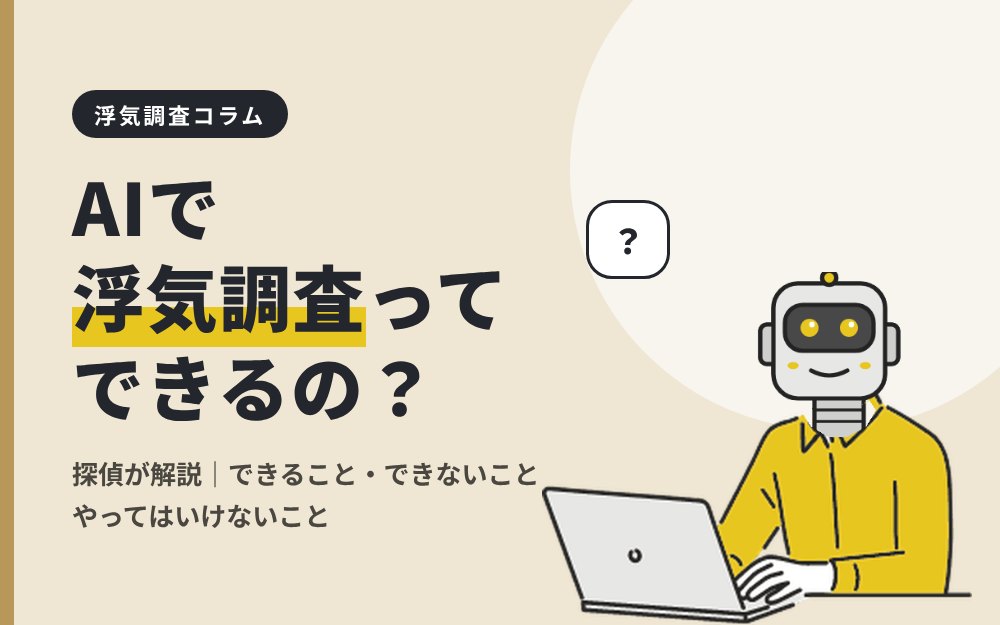 浮気調査コラム
AIで
浮気調査って
できるの？
探偵が解説｜できること・できないこと
やってはいけないこと
?